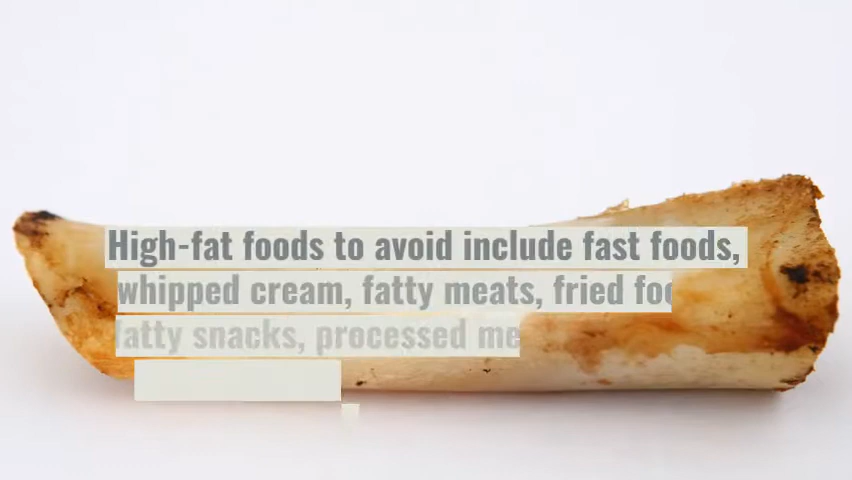 High-fat foods to avoid include fast foods,
whipped cream, fatty meats, fried
fatty snacks, processed